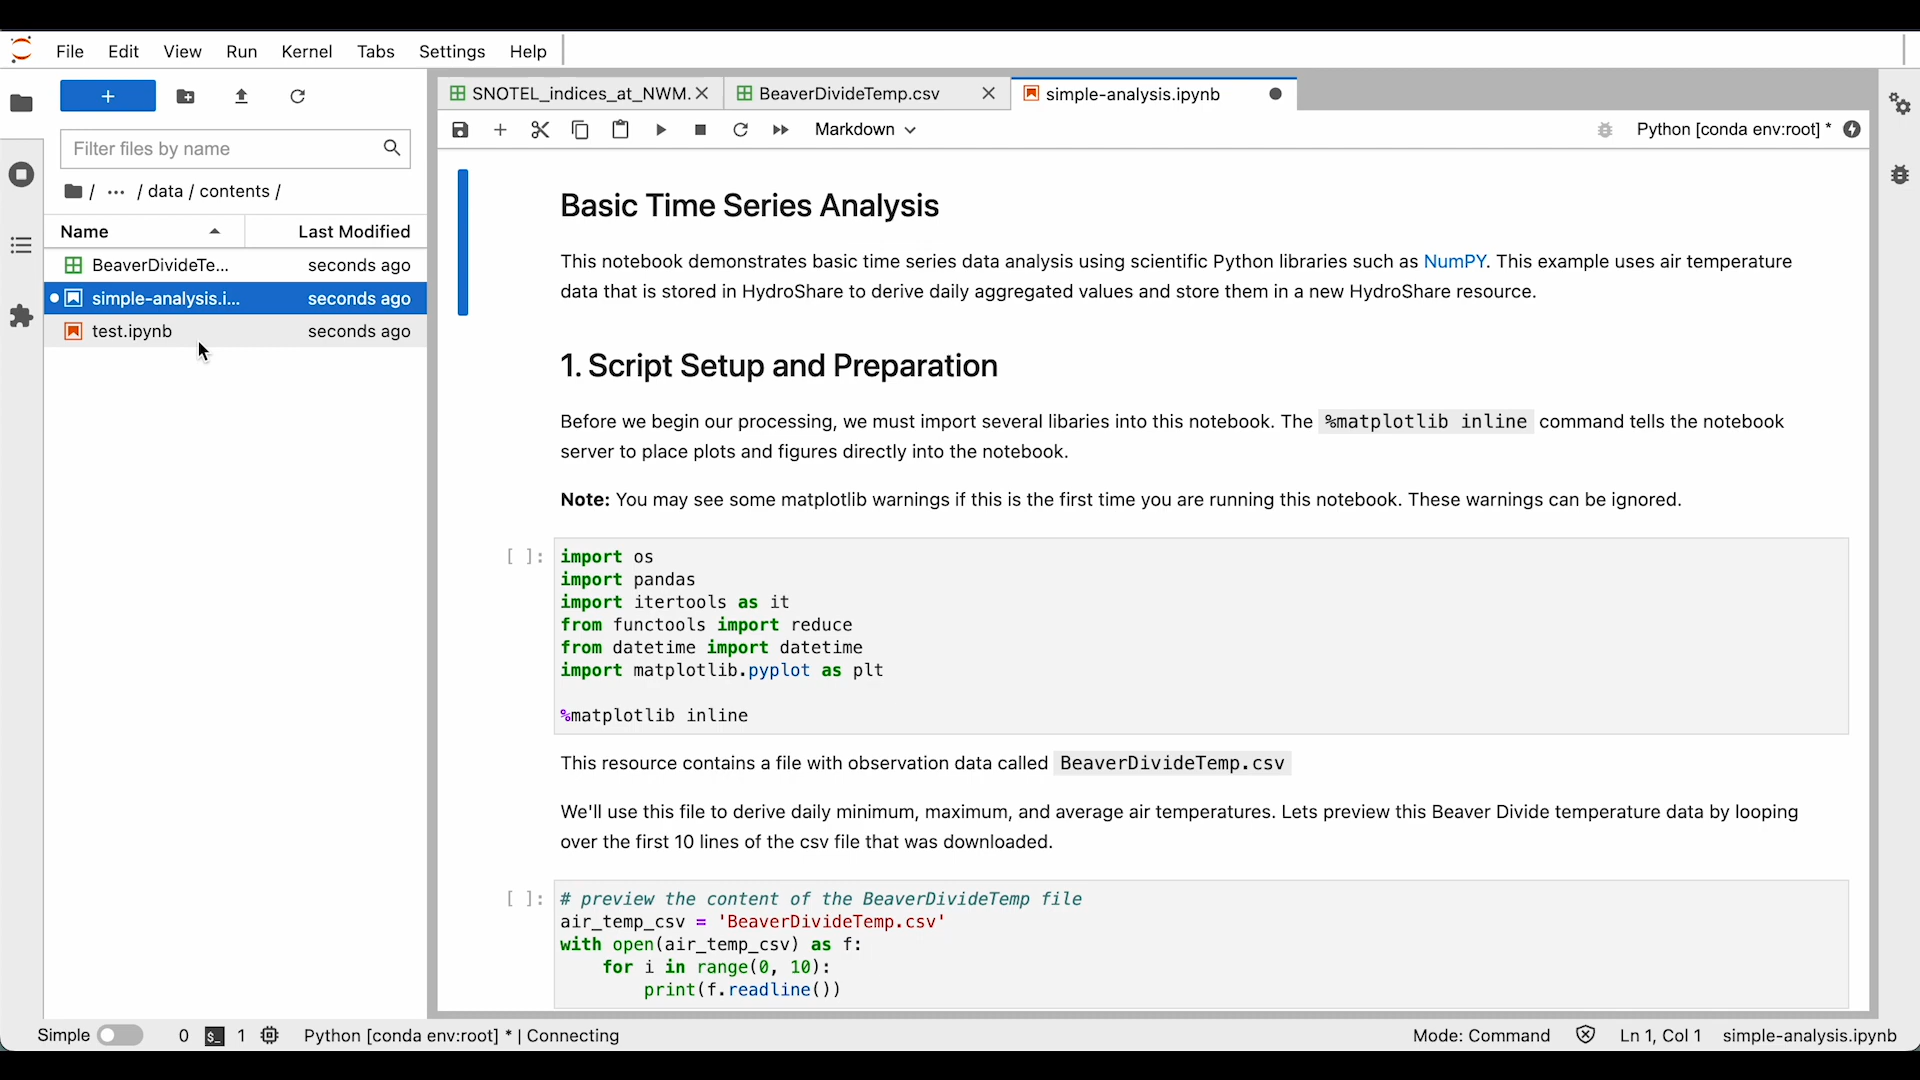 File Edit View Run Kernel Tabs Settings Help
+
Filter files by name
/ ··· / data / contents /
Name Last Modified
BeaverDivideTe... seconds ago
simple-analysis.i... seconds ago
test.ipynb seconds ago
SNOTEL_indices_at_NWM. BeaverDivideTemp.csv simple-analysis.ipynb
Markdown Python [conda env:root] *
Basic Time Series Analysis
This notebook demonstrates basic time series data analysis using scientific Python libraries such as NumPY. This example uses air temperature
data that is stored in HydroShare to derive daily aggregated values and store them in a new HydroShare resource.
1. Script Setup and Preparation
Before we begin our processing, we must import several libaries into this notebook. The %matplotlib inline command tells the notebook
server to place plots and figures directly into the notebook.
Note: You may see some matplotlib warnings if this is the first time you are running this notebook. These warnings can be ignored.
[ ]: import os
import pandas
import itertools as it
from functools import reduce
from datetime import datetime
import matplotlib.pyplot as plt
%matplotlib inline
This resource contains a file with observation data called BeaverDivideTemp.csv
We'll use this file to derive daily minimum, maximum, and average air temperatures. Lets preview this Beaver Divide temperature data by looping
over the first 10 lines of the csv file that was downloaded.
[ ]: # preview the content of the BeaverDivideTemp file
air_temp_csv = 'BeaverDivideTemp.csv'
with open(air_temp_csv) as f:
for i in range(0, 10):
print(f.readline())
Simple 0 $_ 1 Python [conda env:root] * | Connecting Mode: Command Ln 1, Col 1 simple-analysis.ipynb